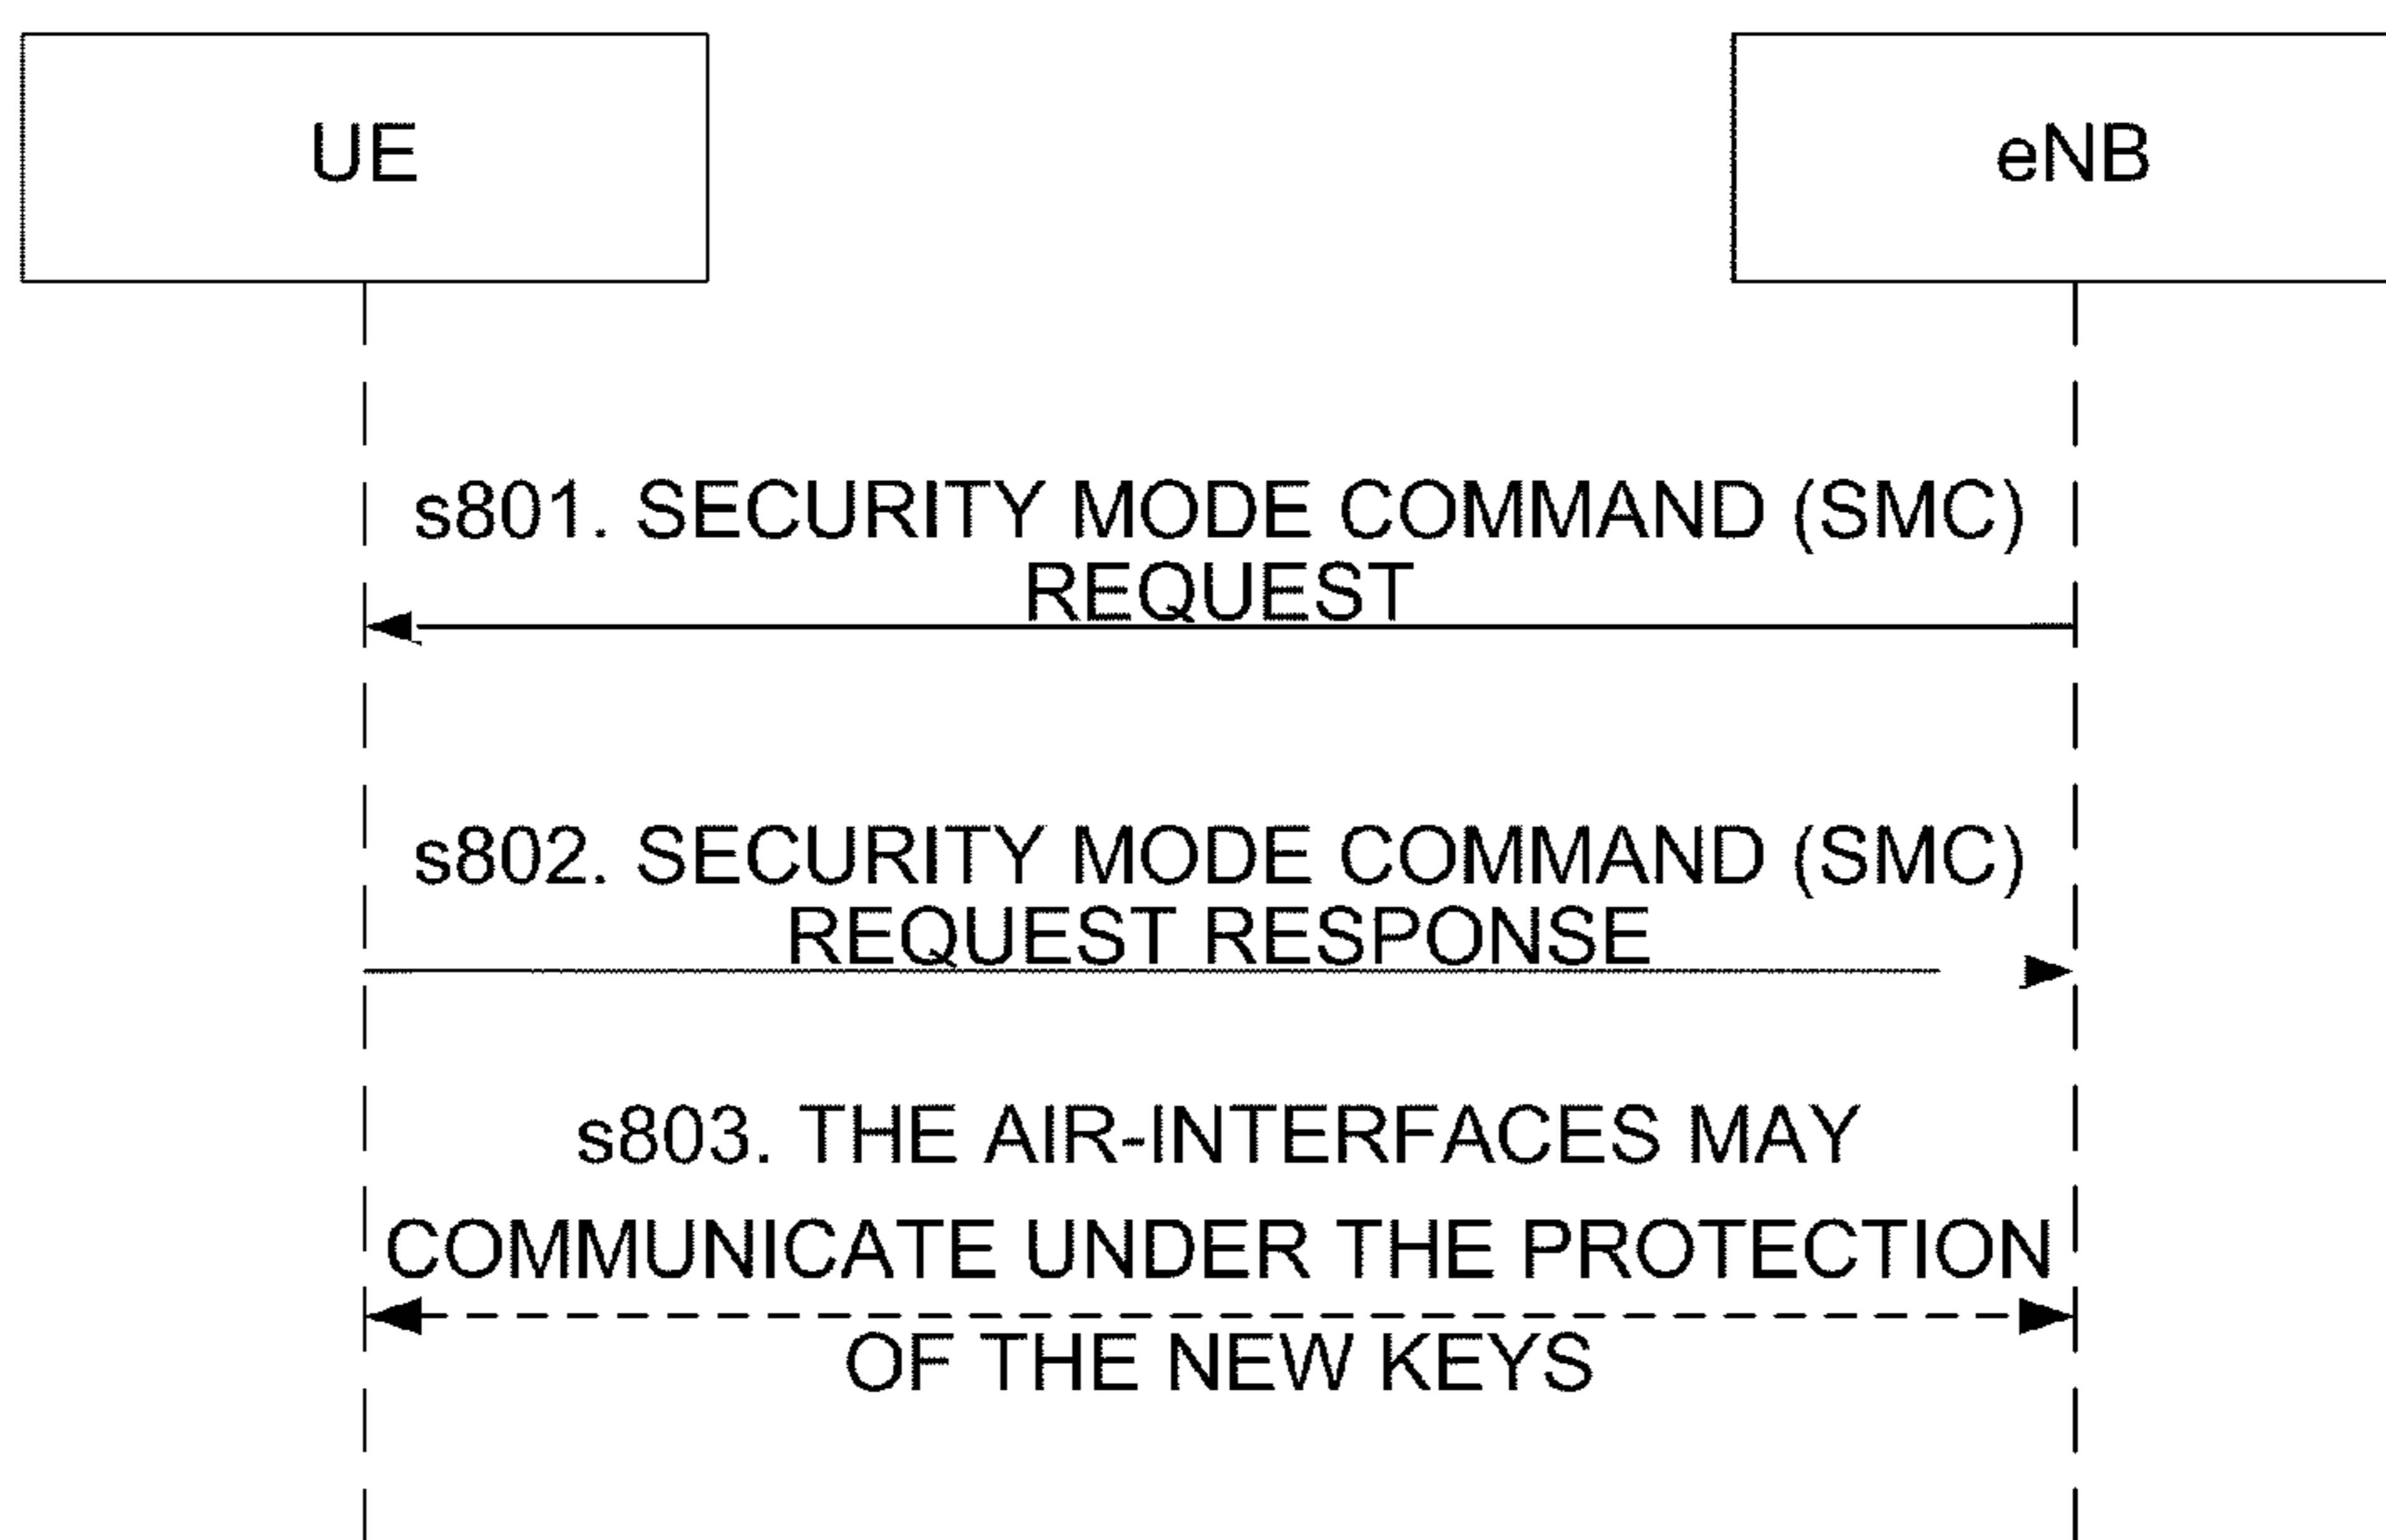 UE
eNB
s801. SECURITY MODE COMMAND (SMC)
REQUEST
s802. SECURITY MODE COMMAND (SMC)
REQUEST RESPONSE
s803. THE AIR-INTERFACES MAY
COMMUNICATE UNDER THE PROTECTION
OF THE NEW KEYS